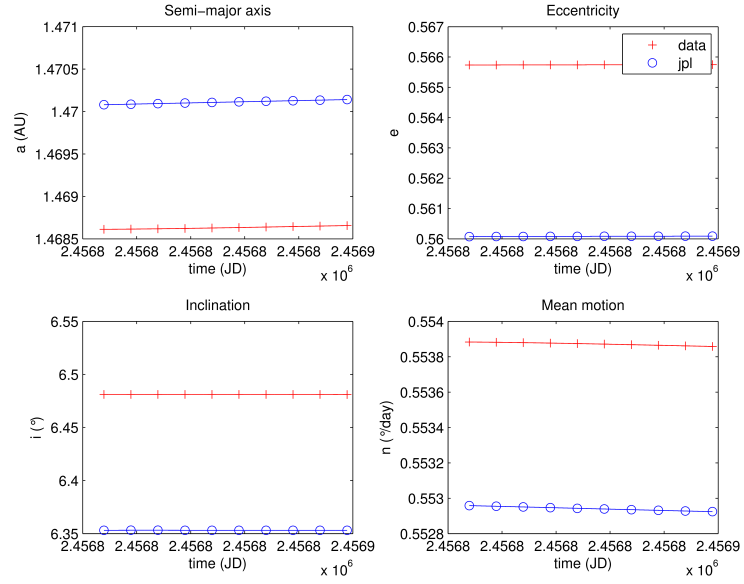 Semi−major axis
1.471
1.4705
1.47
1.4695
1.469
1.4685
a (AU)
2.4568 2.4568 2.4568 2.4568 2.4568 2.4569
time (JD)
x 10^6
Eccentricity
0.567
0.566
0.565
0.564
0.563
0.562
0.561
0.56
e
data
jpl
2.4568 2.4568 2.4568 2.4568 2.4568 2.4569
time (JD)
x 10^6
Inclination
6.55
6.5
6.45
6.4
6.35
i (°)
2.4568 2.4568 2.4568 2.4568 2.4568 2.4569
time (JD)
x 10^6
Mean motion
0.554
0.5538
0.5536
0.5534
0.5532
0.553
0.5528
n (°/day)
2.4568 2.4568 2.4568 2.4568 2.4568 2.4569
time (JD)
x 10^6